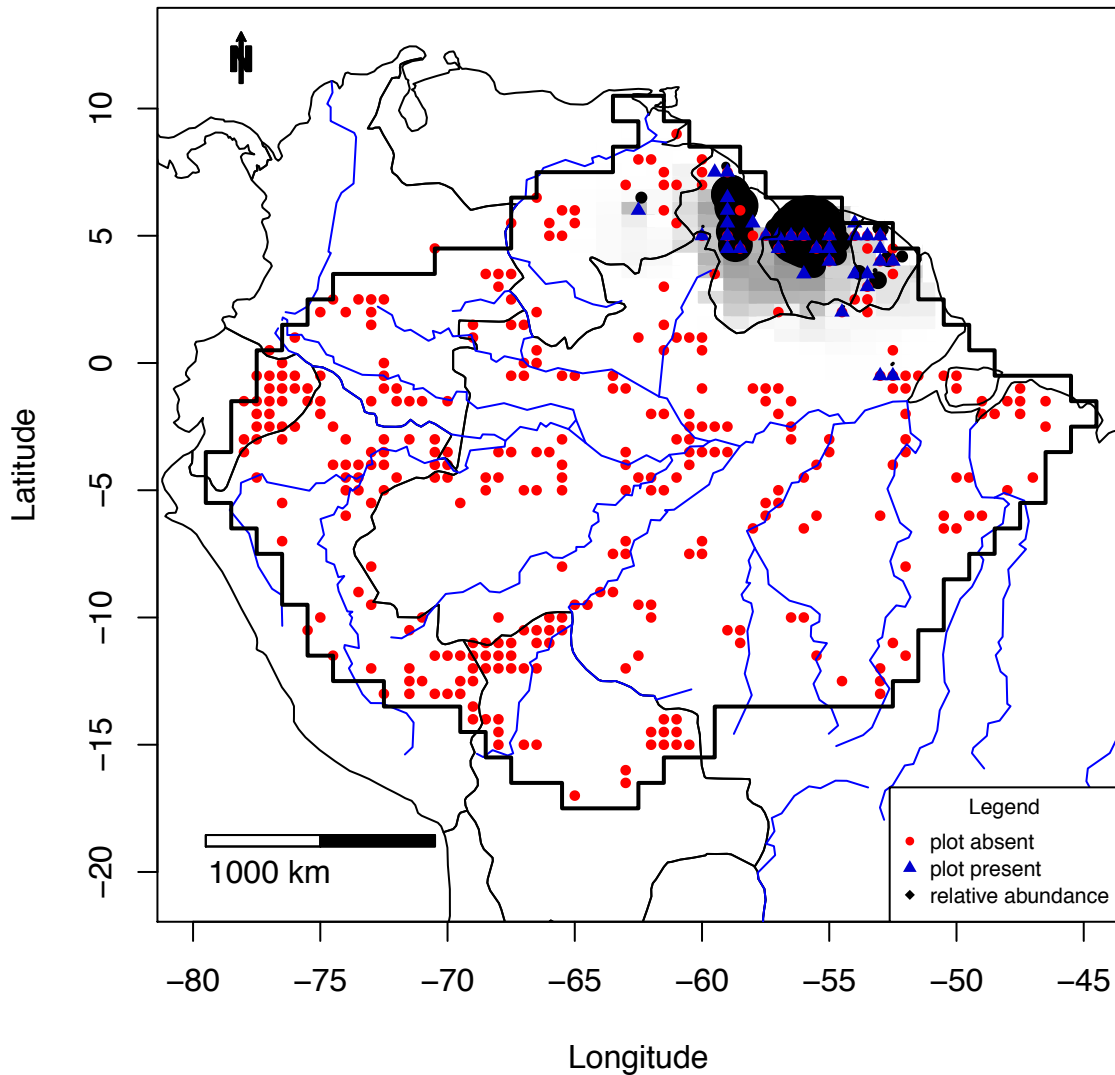 N
10
5
0
−5
−10
−15
−20
Latitude
1000 km
Legend
plot absent
plot present
relative abundance
−80
−75
−70
−65
−60
−55
−50
−45
Longitude